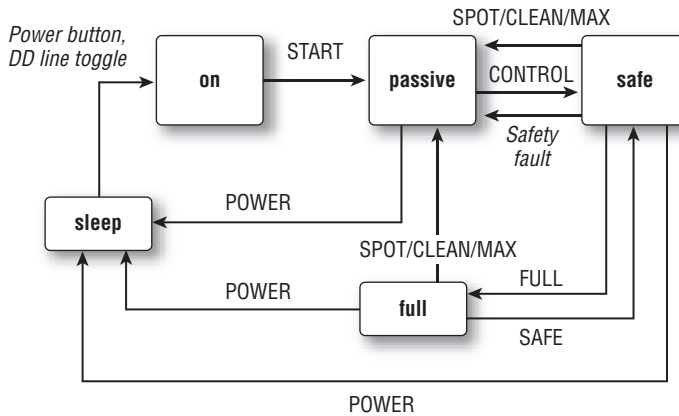 SPOT/CLEAN/MAX
Power button,
DD line toggle
START
on
passive
CONTROL
safe
Safety
fault
POWER
sleep
SPOT/CLEAN/MAX
POWER
full
FULL
SAFE
POWER